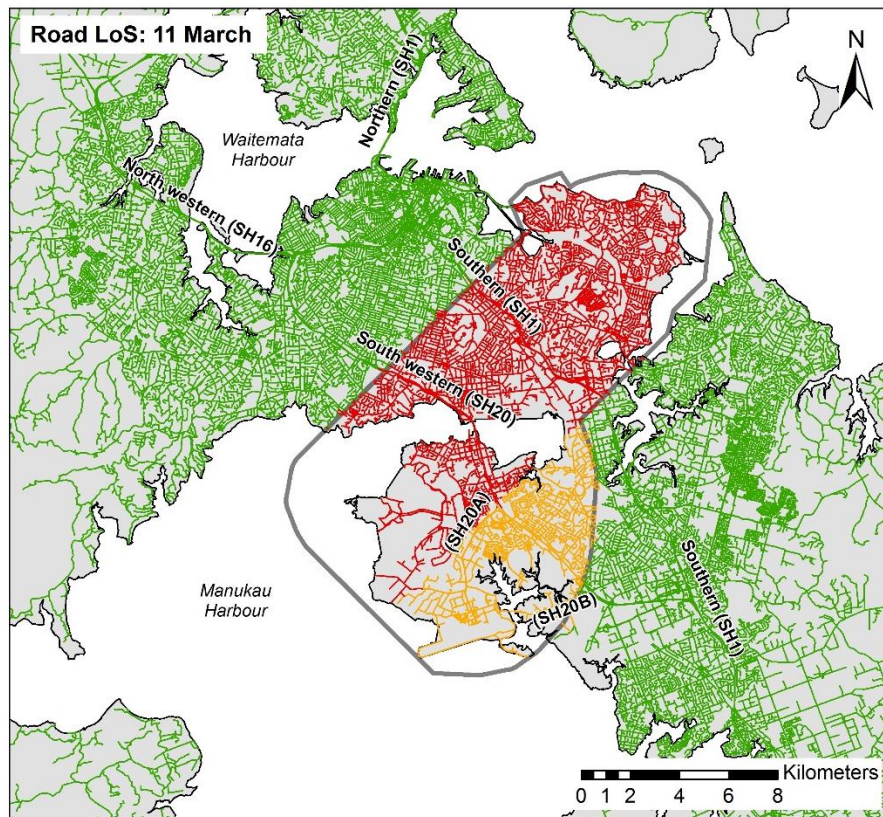 Road LoS: 11 March
N
Northern (SH1)
Waitemata
Harbour
North western (SH16)
Southern (SH1)
South western (SH20)
(SH20A)
Southern (SH1)
Manukau
Harbour
(SH20B)
Kilometers
0 1 2 4 6 8